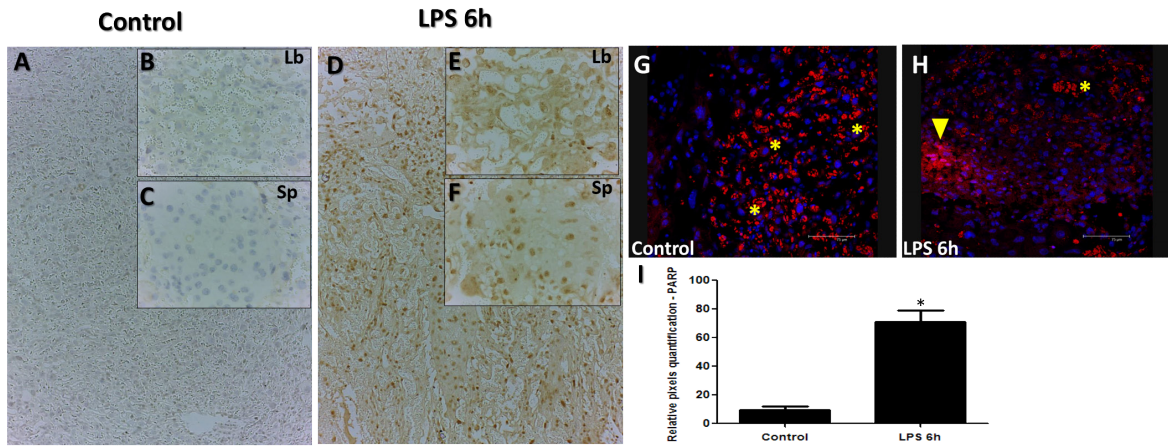 Control
LPS 6h
A
B
Lb
C
Sp
D
E
Lb
F
Sp
G
*
*
*
Control
H
*
LPS 6h
I
Relative pixels quantification - PARP
100
80
60
40
20
0
*
Control
LPS 6h